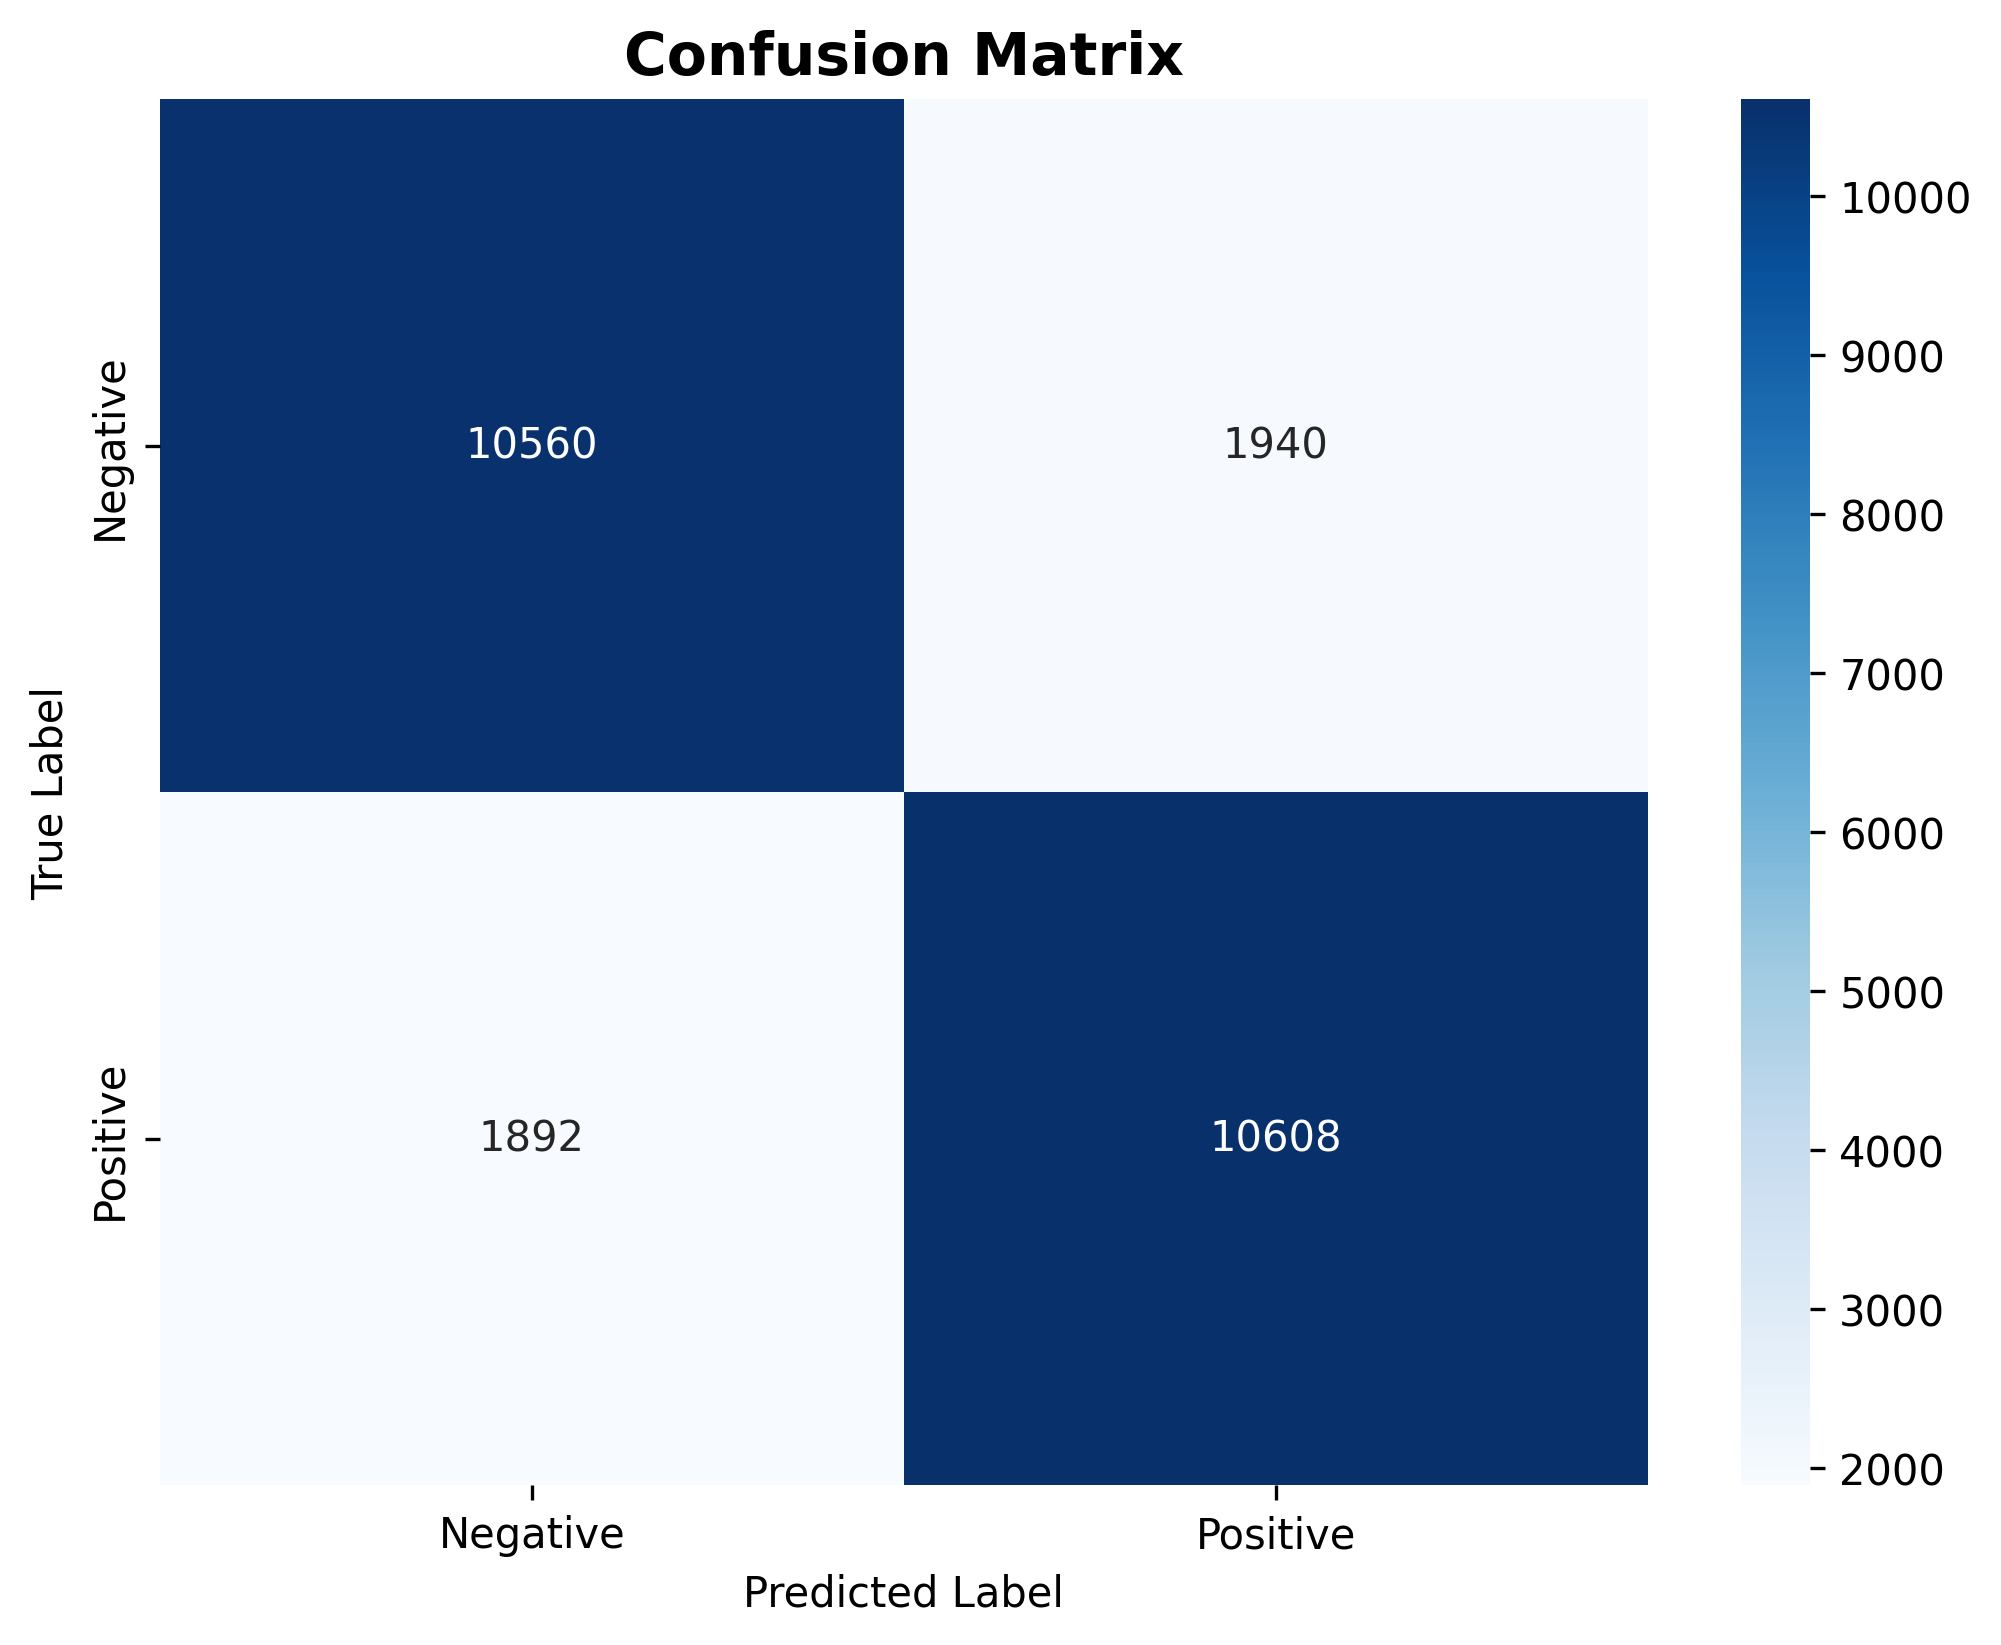 Confusion Matrix
True Label
Negative
10560
1940
Positive
1892
10608
Negative
Positive
Predicted Label
10000
9000
8000
7000
6000
5000
4000
3000
2000